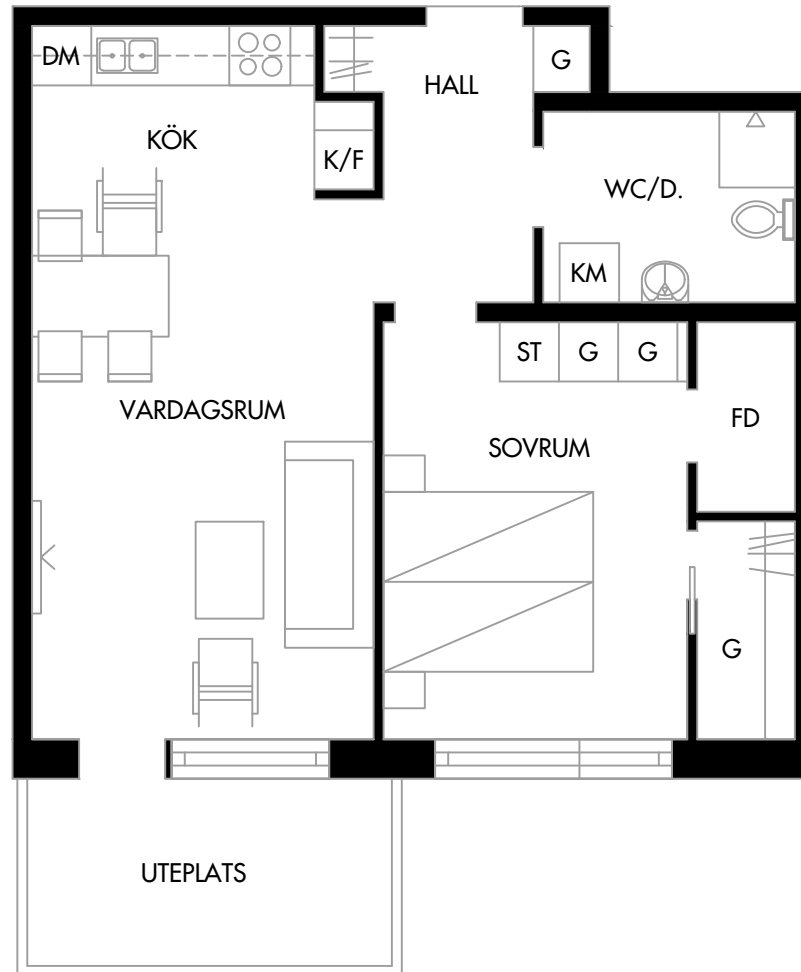 DM
HALL
G
KÖK
K/F
WC/D.
KM
ST
G
G
VARDAGSRUM
FD
SOVRUM
G
UTEPLATS